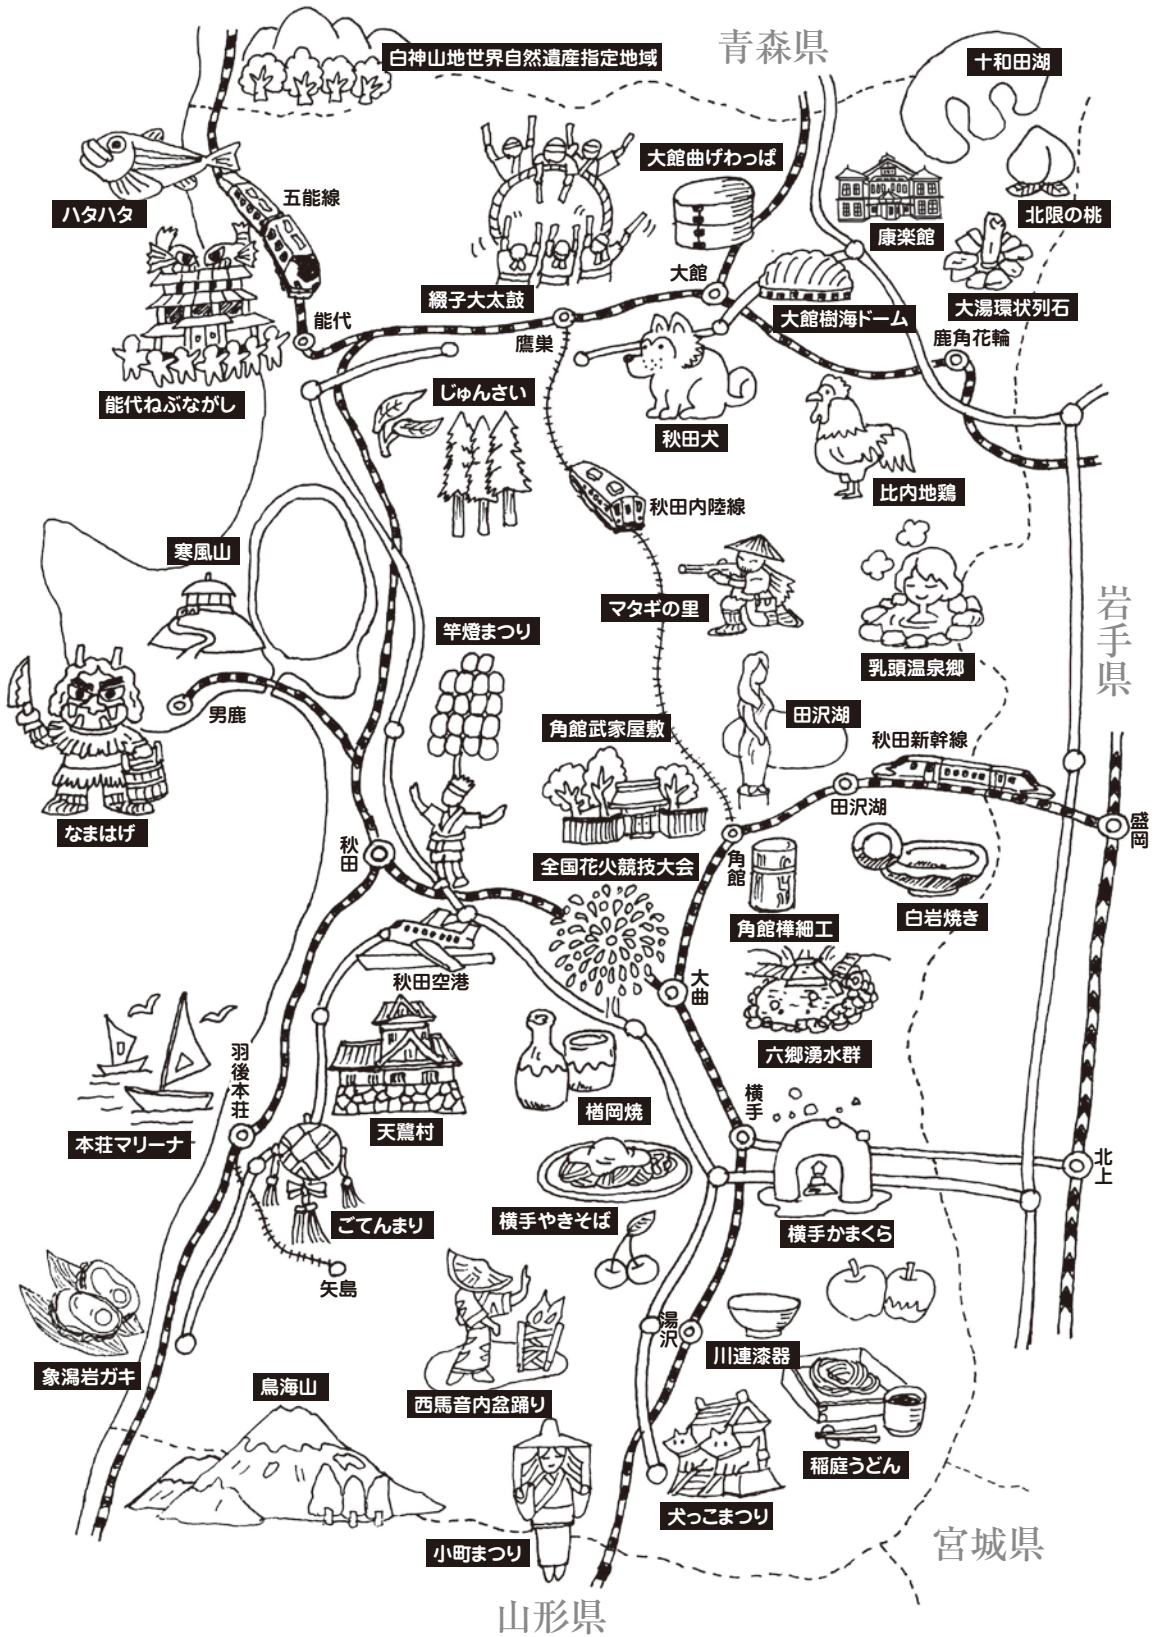 白神山地世界自然遺産指定地域
青森県
十和田湖
ハタハタ
五能線
大館曲げわっぱ
康楽館
北限の桃
大館
綴子大太鼓
大湯環状列石
能代
鷹巣
大館樹海ドーム
鹿角花輪
能代ねぶながし
じゅんさい
秋田犬
比内地鶏
秋田内陸線
寒風山
マタギの里
岩手県
竿燈まつり
乳頭温泉郷
男鹿
角館武家屋敷
田沢湖
秋田新幹線
田沢湖
なまはげ
盛岡
秋田
全国花火競技大会
角館
角館樺細工
白岩焼き
秋田空港
大曲
六郷湧水群
羽後本荘
楢岡焼
横手
本荘マリーナ
天鷺村
北上
ごてんまり
横手やきそば
横手かまくら
矢島
湯沢
川連漆器
象潟岩ガキ
鳥海山
西馬音内盆踊り
稲庭うどん
犬っこまつり
小町まつり
宮城県
山形県